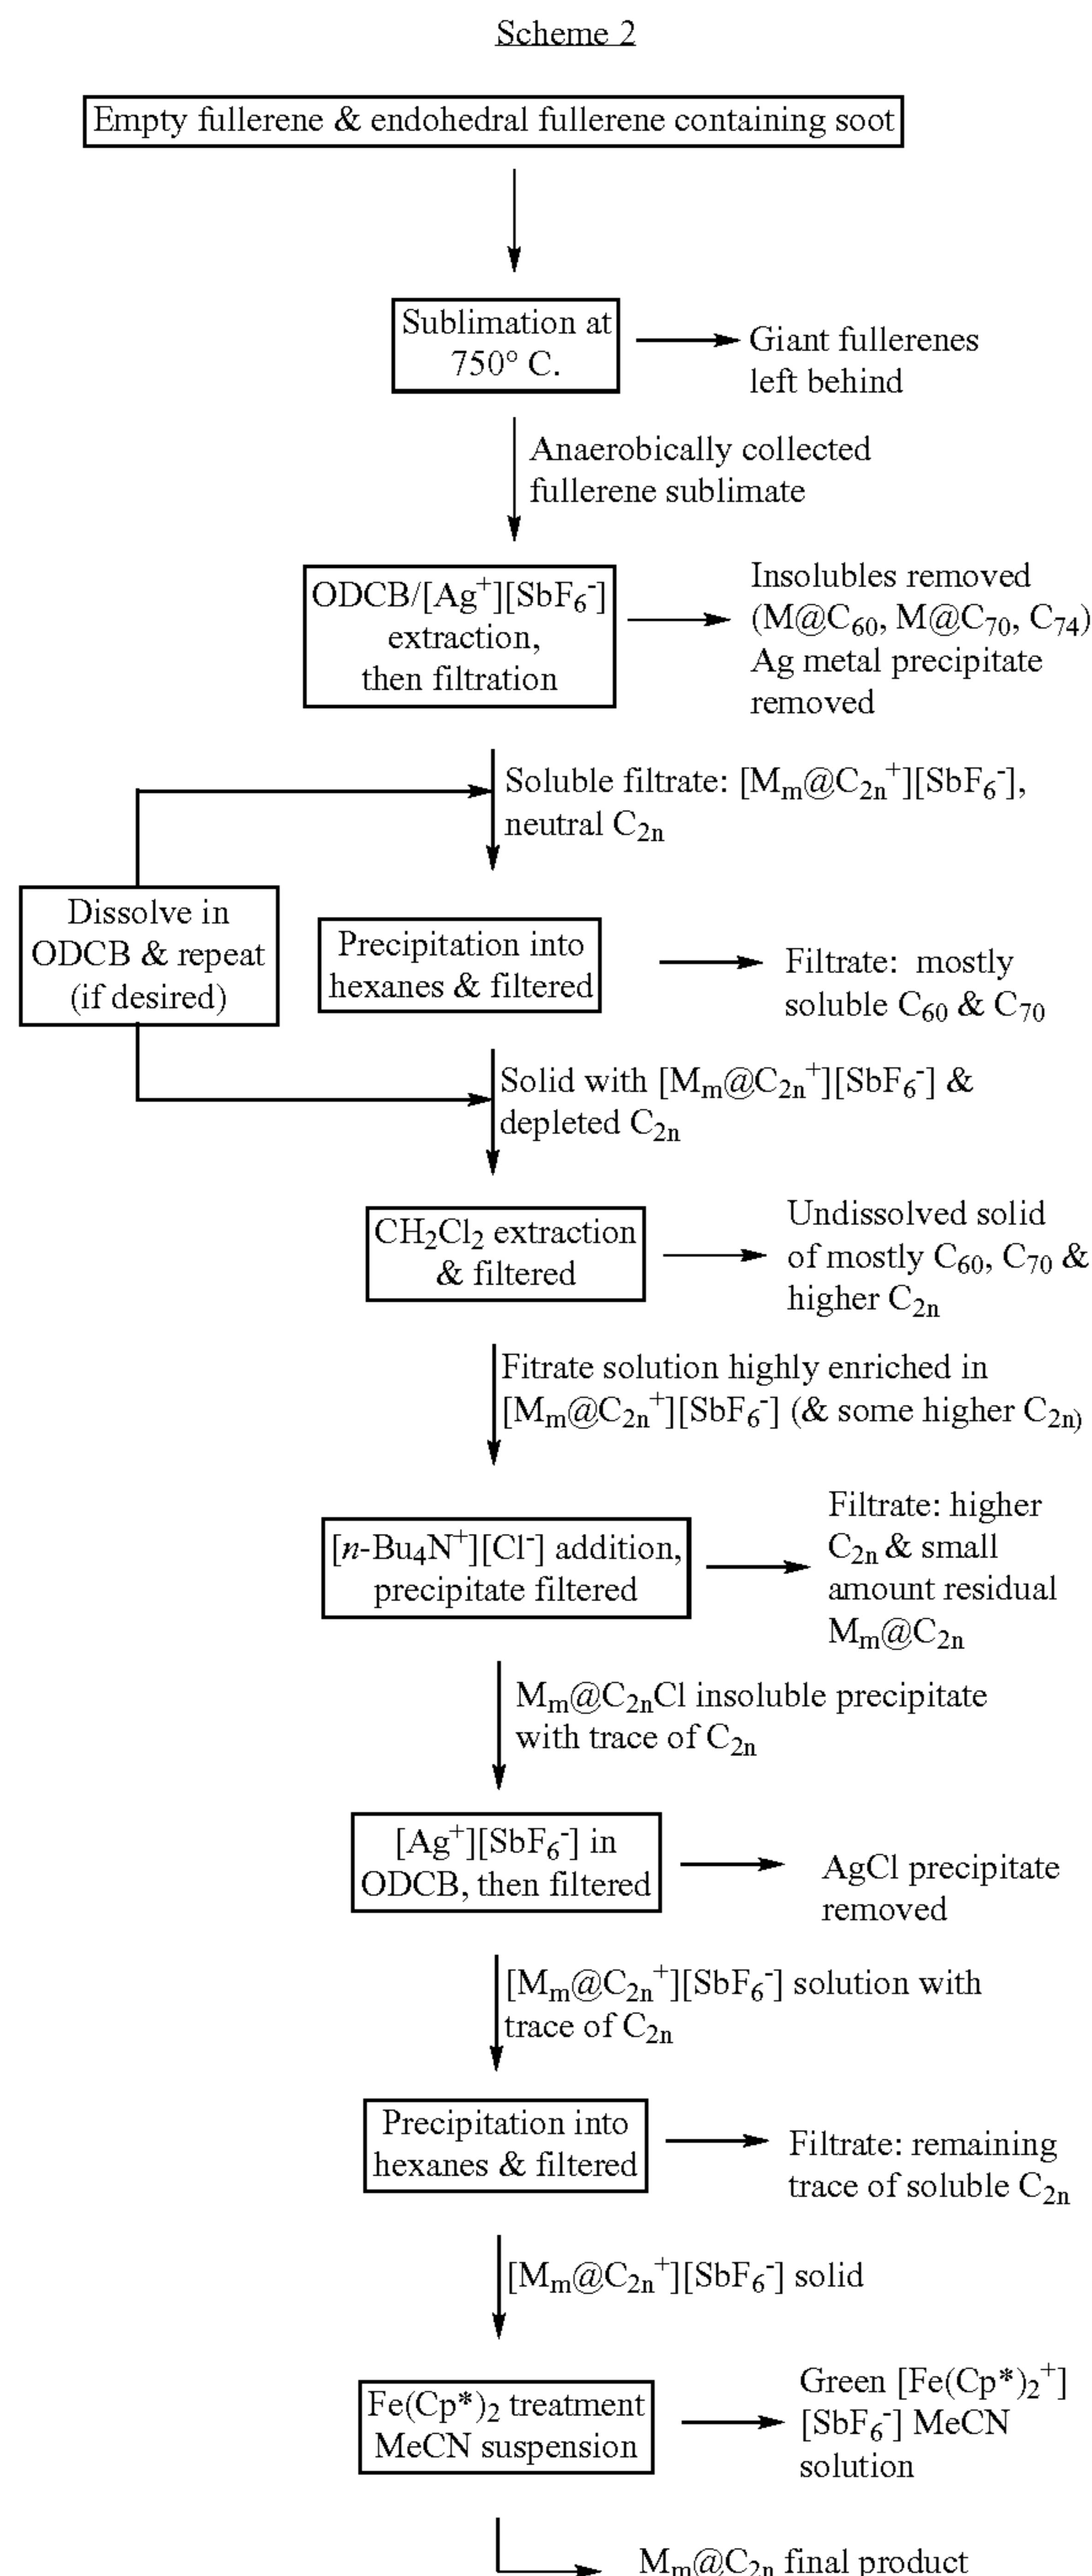 Scheme 2
Empty fullerene & endohedral fullerene containing soot
Sublimation at
750° C.
Giant fullerenes
left behind
Anaerobically collected
fullerene sublimate
ODCB/[Ag⁺][SbF₆⁻]
extraction,
then filtration
Insolubles removed
(M@C₆₀, M@C₇₀, C₇₄)
Ag metal precipitate
removed
Soluble filtrate: [Mₘ@C₂ₙ⁺][SbF₆⁻],
neutral C₂ₙ
Dissolve in
ODCB & repeat
(if desired)
Precipitation into
hexanes & filtered
Filtrate: mostly
soluble C₆₀ & C₇₀
Solid with [Mₘ@C₂ₙ⁺][SbF₆⁻] &
depleted C₂ₙ
CH₂Cl₂ extraction
& filtered
Undissolved solid
of mostly C₆₀, C₇₀ &
higher C₂ₙ
Fitrate solution highly enriched in
[Mₘ@C₂ₙ⁺][SbF₆⁻] (& some higher C₂ₙ)
[n-Bu₄N⁺][Cl⁻] addition,
precipitate filtered
Filtrate: higher
C₂ₙ & small
amount residual
Mₘ@C₂ₙ
Mₘ@C₂ₙCl insoluble precipitate
with trace of C₂ₙ
[Ag⁺][SbF₆⁻] in
ODCB, then filtered
AgCl precipitate
removed
[Mₘ@C₂ₙ⁺][SbF₆⁻] solution with
trace of C₂ₙ
Precipitation into
hexanes & filtered
Filtrate: remaining
trace of soluble C₂ₙ
[Mₘ@C₂ₙ⁺][SbF₆⁻] solid
Fe(Cp*)₂ treatment
MeCN suspension
Green [Fe(Cp*)₂⁺]
[SbF₆⁻] MeCN
solution
Mₘ@C₂ₙ final product